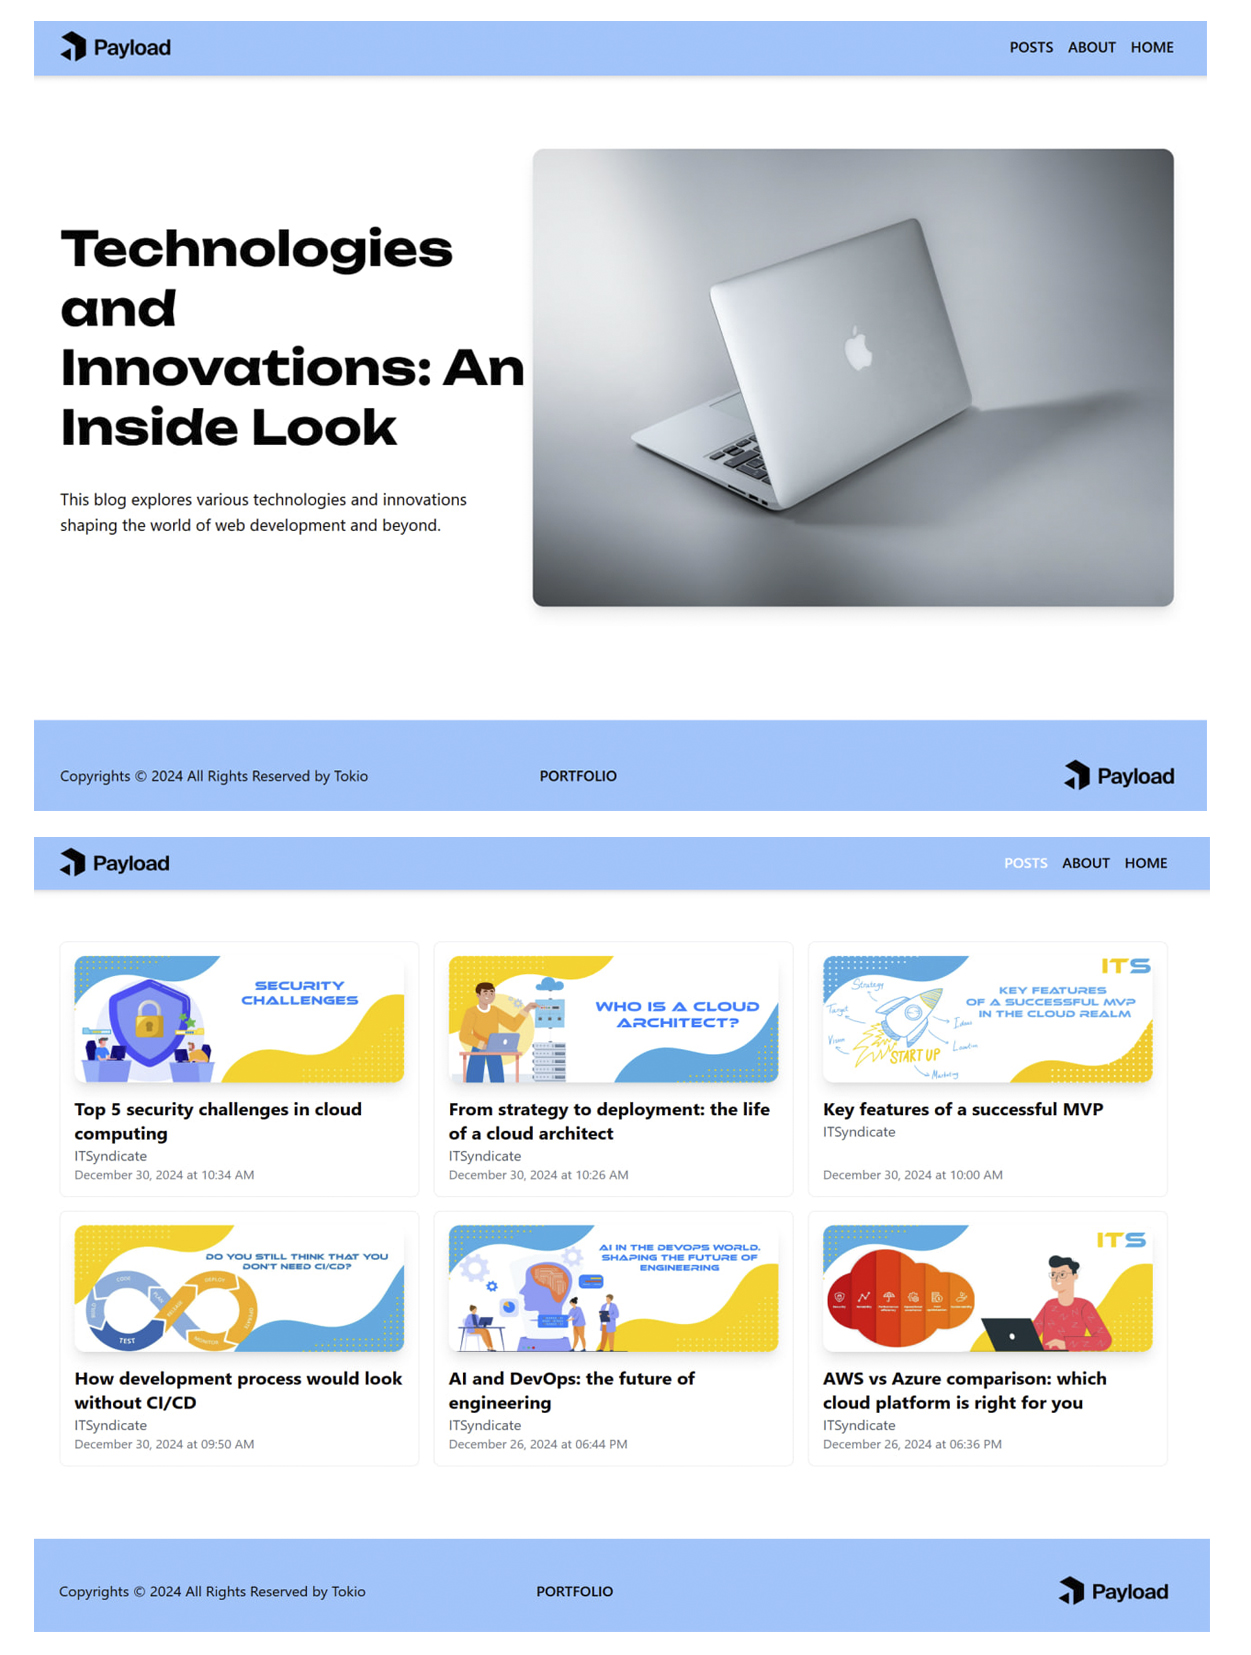 Payload
POSTS ABOUT HOME
Technologies
and
Innovations: An
Inside Look
This blog explores various technologies and innovations
shaping the world of web development and beyond.
Copyrights © 2024 All Rights Reserved by Tokio
PORTFOLIO
Payload
Payload
POSTS ABOUT HOME
SECURITY
CHALLENGES
Top 5 security challenges in cloud
computing
ITSyndicate
December 30, 2024 at 10:34 AM
WHO IS A CLOUD
ARCHITECT?
From strategy to deployment: the life
of a cloud architect
ITSyndicate
December 30, 2024 at 10:26 AM
ITS
KEY FEATURES
OF A SUCCESSFUL MVP
IN THE CLOUD REALM
Strategy
Target
Vision
Ideas
Location
Marketing
START UP
Key features of a successful MVP
ITSyndicate
December 30, 2024 at 10:00 AM
DO YOU STILL THINK THAT YOU
DON'T NEED CI/CD?
CODE
BUILD
PLAN
TEST
RELEASE
DEPLOY
OPERATE
MONITOR
How development process would look
without CI/CD
ITSyndicate
December 30, 2024 at 09:50 AM
AI IN THE DEVOPS WORLD.
SHAPING THE FUTURE OF
ENGINEERING
AI and DevOps: the future of
engineering
ITSyndicate
December 26, 2024 at 06:44 PM
ITS
AWS vs Azure comparison: which
cloud platform is right for you
ITSyndicate
December 26, 2024 at 06:36 PM
Copyrights © 2024 All Rights Reserved by Tokio
PORTFOLIO
Payload